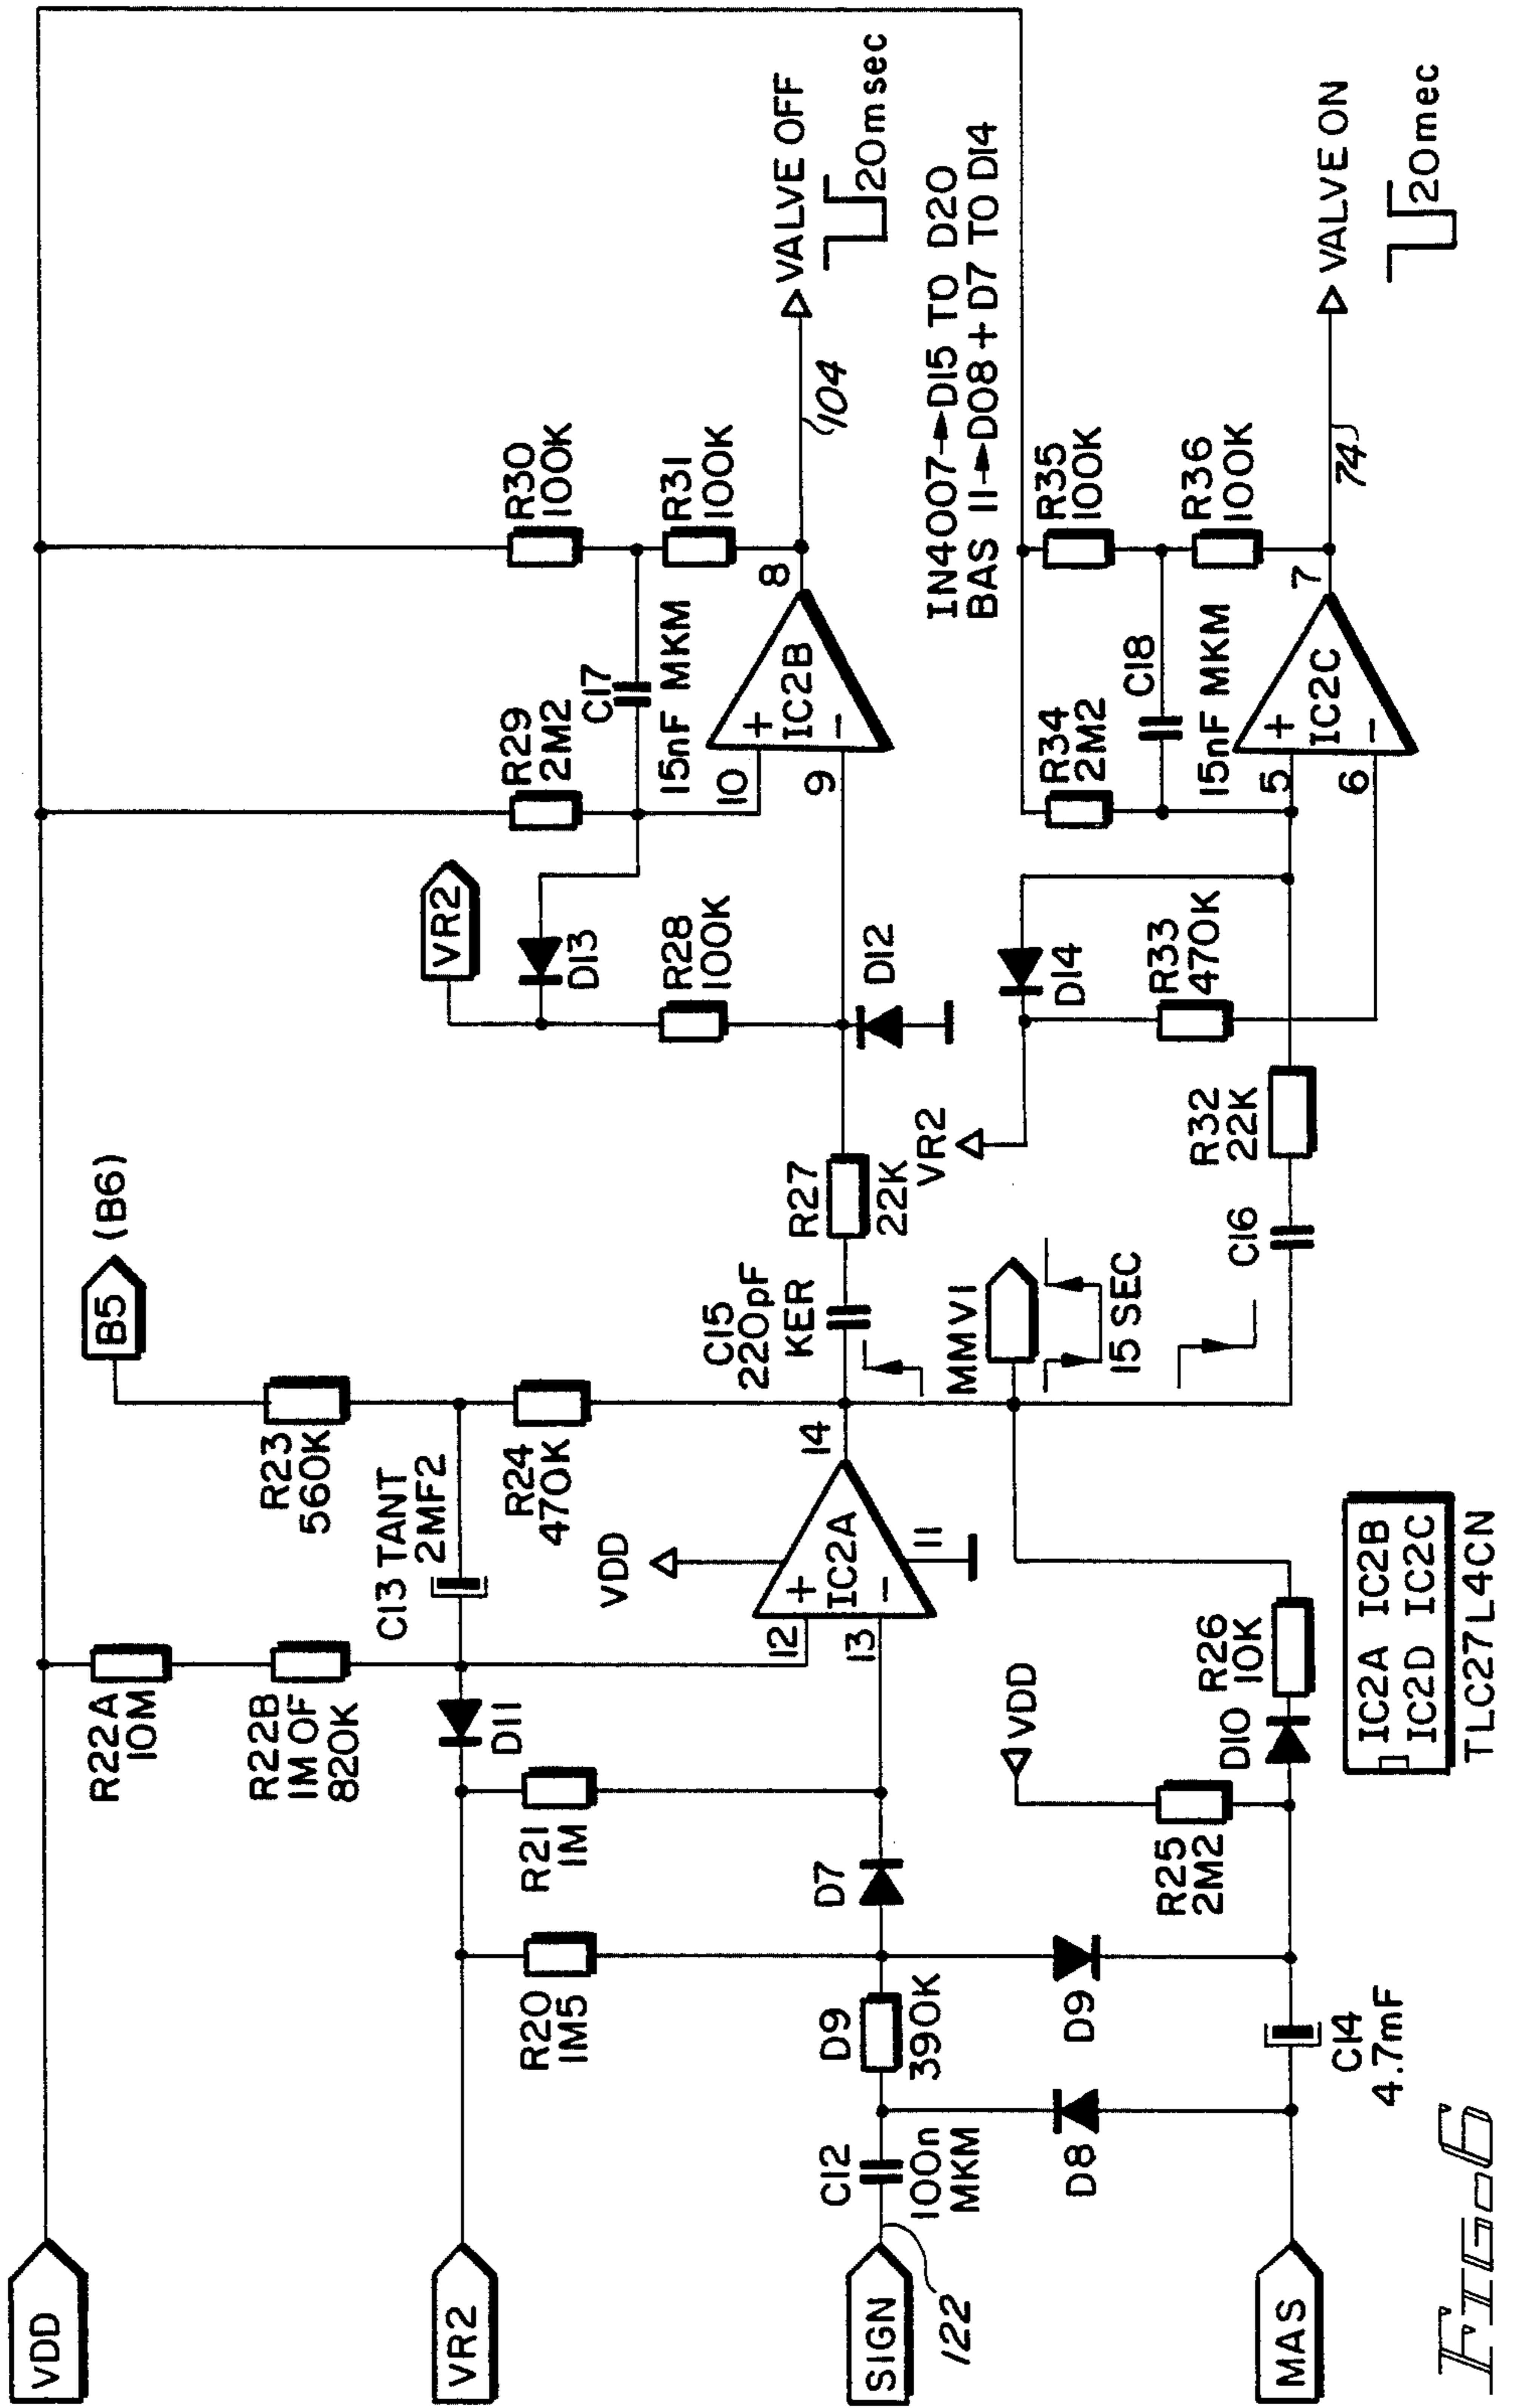 VDD
VR2
SIGN
122
MAS
R22A
10M
R22B
1M OF
820K
C13 TANT
2MF2
R23
560K
B5
(B6)
D11
R21
1M
R20
1M5
R24
470K
VDD
12
13
+
IC2A
-
14
11
C12
100n
MKM
D9
390K
D7
D8
D9
C14
4.7mF
R25
2M2
VDD
D10
R26
10K
C15
220pF
KER
R27
22K
MMV1
15 SEC
C16
R32
22K
VR2
VR2
D13
R28
100K
D12
R29
2M2
C17
15nF MKM
R30
100K
R31
100K
10
9
+
IC2B
-
8
104
VALVE OFF
20msec
IN4007→D15 TO D20
BAS 11→D08 + D7 TO D14
D14
R33
470K
R34
2M2
C18
15nF MKM
R35
100K
R36
100K
5
6
+
IC2C
-
7
74
VALVE ON
20mec
IC2A IC2B
IC2D IC2C
TLC27L4CN
FIG.6